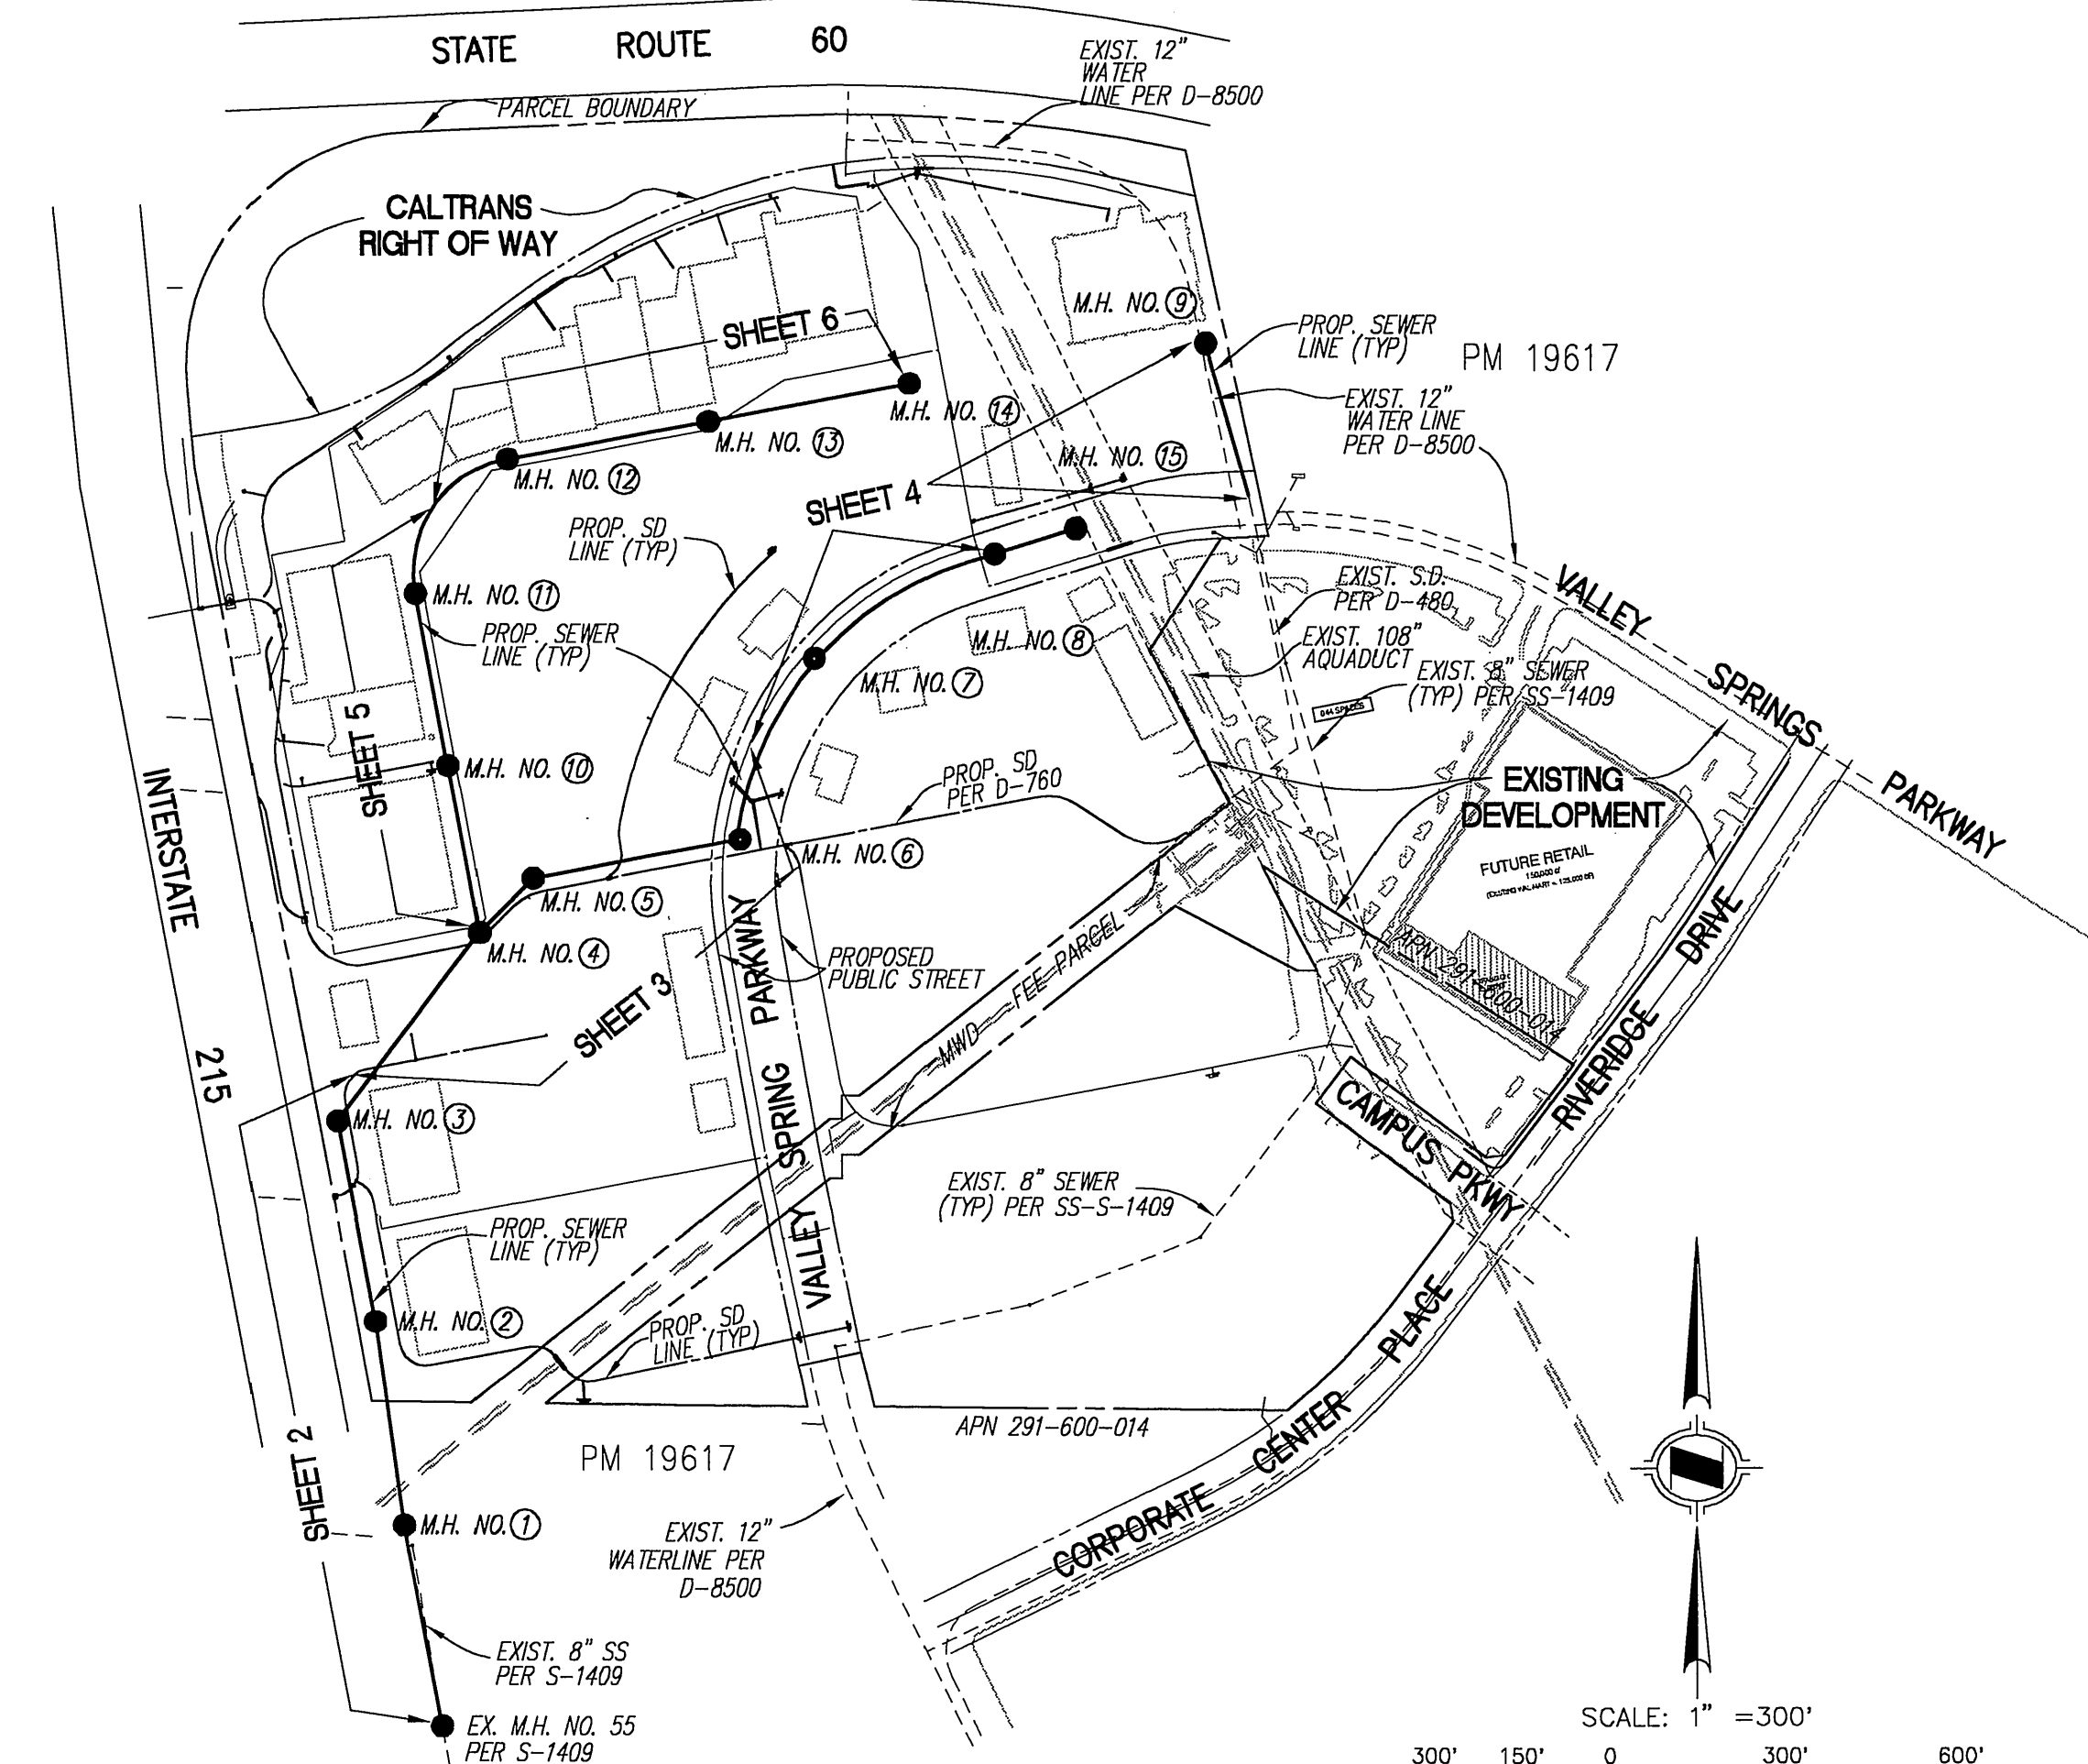 STATE ROUTE 60
EXIST. 12"
WATER
LINE PER D-8500
PARCEL BOUNDARY
CALTRANS
RIGHT OF WAY
M.H. NO. 9
SHEET 6
PROP. SEWER
LINE (TYP)
PM 19617
EXIST. 12"
WATER LINE
PER D-8500
M.H. NO. 14
M.H. NO. 13
M.H. NO. 15
M.H. NO. 12
SHEET 4
PROP. SD
LINE (TYP)
M.H. NO. 11
EXIST. S.D.
PER D-480
VALLEY SPRINGS PARKWAY
PROP. SEWER
LINE (TYP)
M.H. NO. 8
EXIST. 108"
AQUADUCT
M.H. NO. 7
EXIST. 8" SEWER
(TYP) PER SS-1409
SHEET 5
M.H. NO. 10
PROP. SD
PER D-760
EXISTING
DEVELOPMENT
M.H. NO. 6
FUTURE RETAIL
INTERSTATE 215
M.H. NO. 5
M.H. NO. 4
PROPOSED
PUBLIC STREET
MWD FEE PARCEL
APN 291-600-014
RIVERIDGE DRIVE
SHEET 3
VALLEY SPRING PARKWAY
M.H. NO. 3
CAMPUS PKWY
EXIST. 8" SEWER
(TYP) PER SS-S-1409
PROP. SEWER
LINE (TYP)
M.H. NO. 2
PROP. SD
LINE (TYP)
CORPORATE CENTER PLACE
APN 291-600-014
PM 19617
SHEET 2
M.H. NO. 1
EXIST. 12"
WATERLINE PER
D-8500
EXIST. 8" SS
PER S-1409
EX. M.H. NO. 55
PER S-1409
SCALE: 1" =300'
300' 150' 0 300' 600'